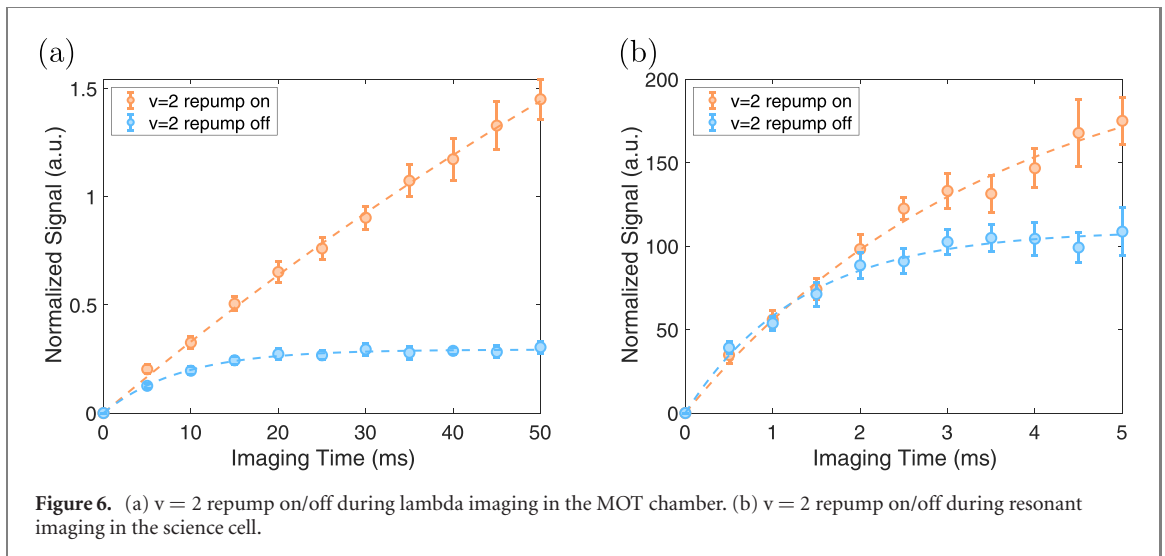 (a)
(b)
v=2 repump on
v=2 repump off
Normalized Signal (a.u.)
1.5
1
0.5
0
0 10 20 30 40 50
Imaging Time (ms)
v=2 repump on
v=2 repump off
Normalized Signal (a.u.)
200
150
100
50
0
0 1 2 3 4 5
Imaging Time (ms)
Figure 6. (a) v = 2 repump on/off during lambda imaging in the MOT chamber. (b) v = 2 repump on/off during resonant
imaging in the science cell.